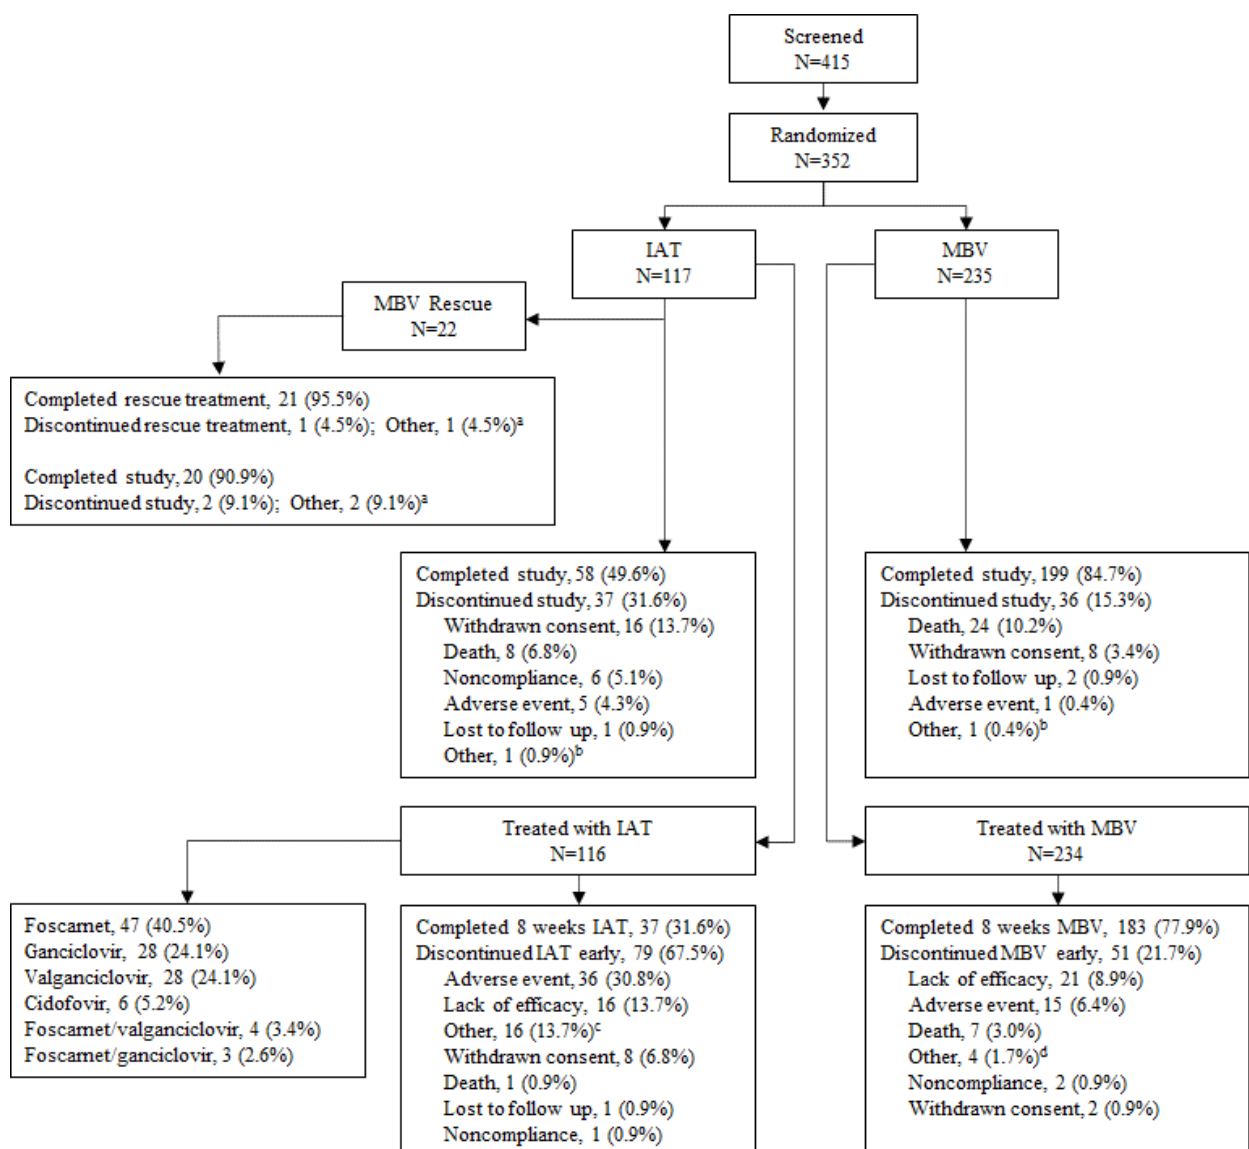 Screened
N=415
Randomized
N=352
IAT
N=117
MBV
N=235
MBV Rescue
N=22
Completed rescue treatment, 21 (95.5%)
Discontinued rescue treatment, 1 (4.5%); Other, 1 (4.5%)ᵃ
Completed study, 20 (90.9%)
Discontinued study, 2 (9.1%); Other, 2 (9.1%)ᵃ
Completed study, 58 (49.6%)
Discontinued study, 37 (31.6%)
Withdrawn consent, 16 (13.7%)
Death, 8 (6.8%)
Noncompliance, 6 (5.1%)
Adverse event, 5 (4.3%)
Lost to follow up, 1 (0.9%)
Other, 1 (0.9%)ᵇ
Completed study, 199 (84.7%)
Discontinued study, 36 (15.3%)
Death, 24 (10.2%)
Withdrawn consent, 8 (3.4%)
Lost to follow up, 2 (0.9%)
Adverse event, 1 (0.4%)
Other, 1 (0.4%)ᵇ
Treated with IAT
N=116
Treated with MBV
N=234
Foscarnet, 47 (40.5%)
Ganciclovir, 28 (24.1%)
Valganciclovir, 28 (24.1%)
Cidofovir, 6 (5.2%)
Foscarnet/valganciclovir, 4 (3.4%)
Foscarnet/ganciclovir, 3 (2.6%)
Completed 8 weeks IAT, 37 (31.6%)
Discontinued IAT early, 79 (67.5%)
Adverse event, 36 (30.8%)
Lack of efficacy, 16 (13.7%)
Other, 16 (13.7%)ᶜ
Withdrawn consent, 8 (6.8%)
Death, 1 (0.9%)
Lost to follow up, 1 (0.9%)
Noncompliance, 1 (0.9%)
Completed 8 weeks MBV, 183 (77.9%)
Discontinued MBV early, 51 (21.7%)
Lack of efficacy, 21 (8.9%)
Adverse event, 15 (6.4%)
Death, 7 (3.0%)
Other, 4 (1.7%)ᵈ
Noncompliance, 2 (0.9%)
Withdrawn consent, 2 (0.9%)